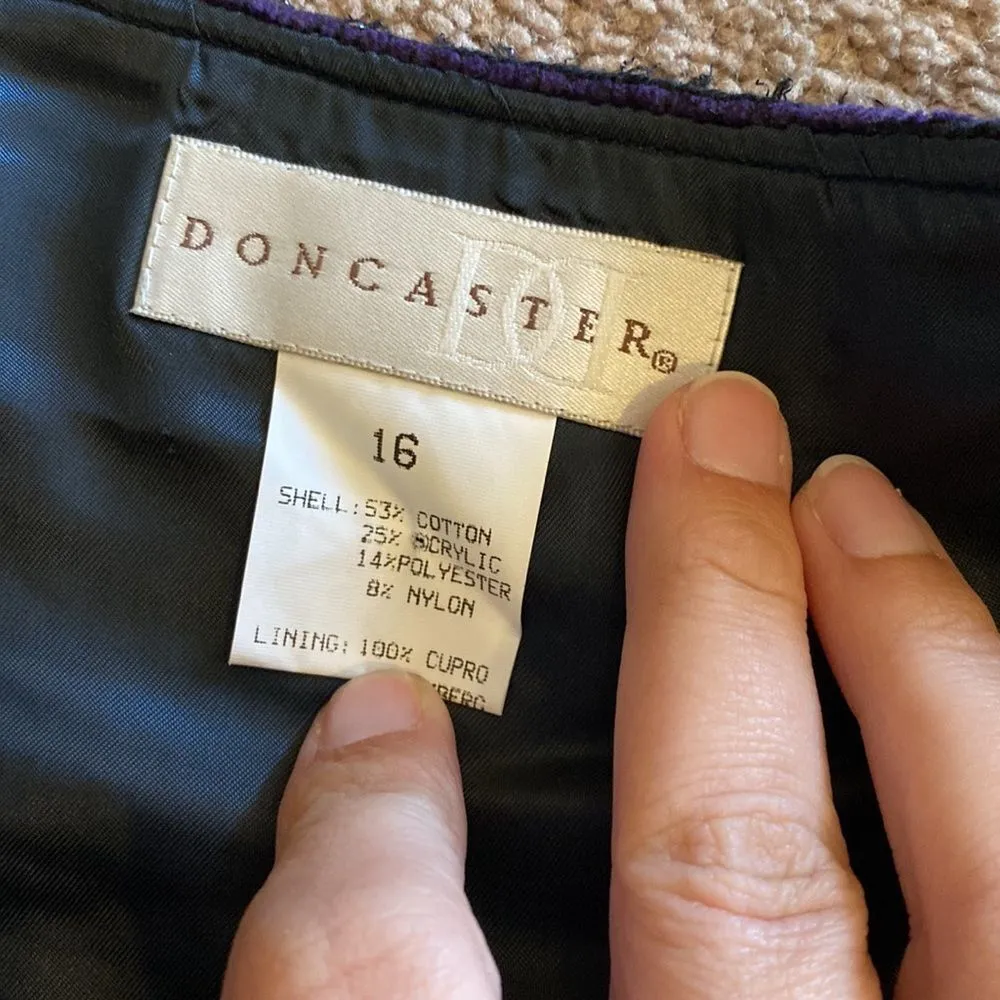 DONCASTER®
16
SHELL: 53% COTTON
25% ACRYLIC
14%POLYESTER
8% NYLON
LINING: 100% CUPRO